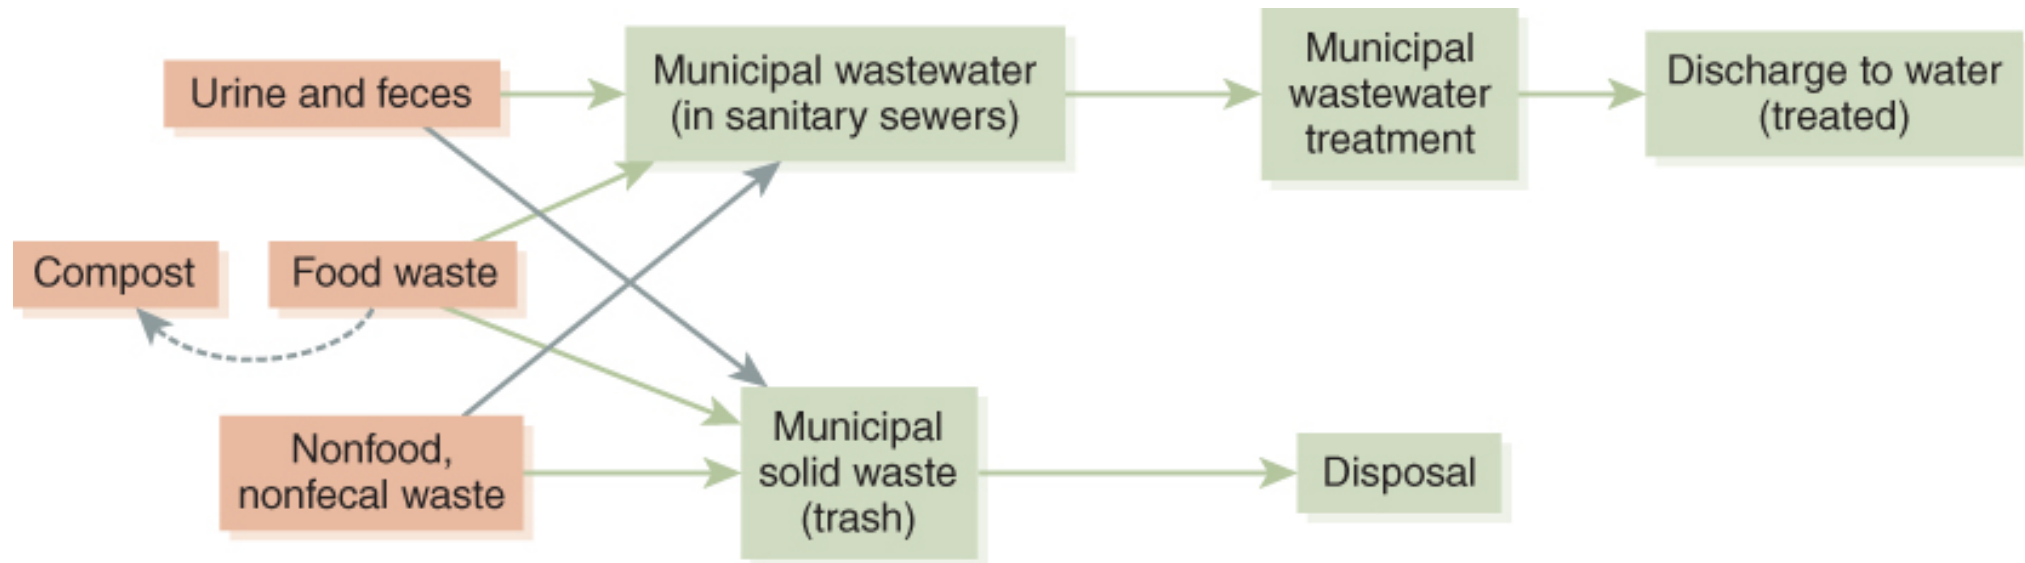 Urine and feces
Municipal wastewater
(in sanitary sewers)
Municipal
wastewater
treatment
Discharge to water
(treated)
Compost
Food waste
Nonfood,
nonfecal waste
Municipal
solid waste
(trash)
Disposal